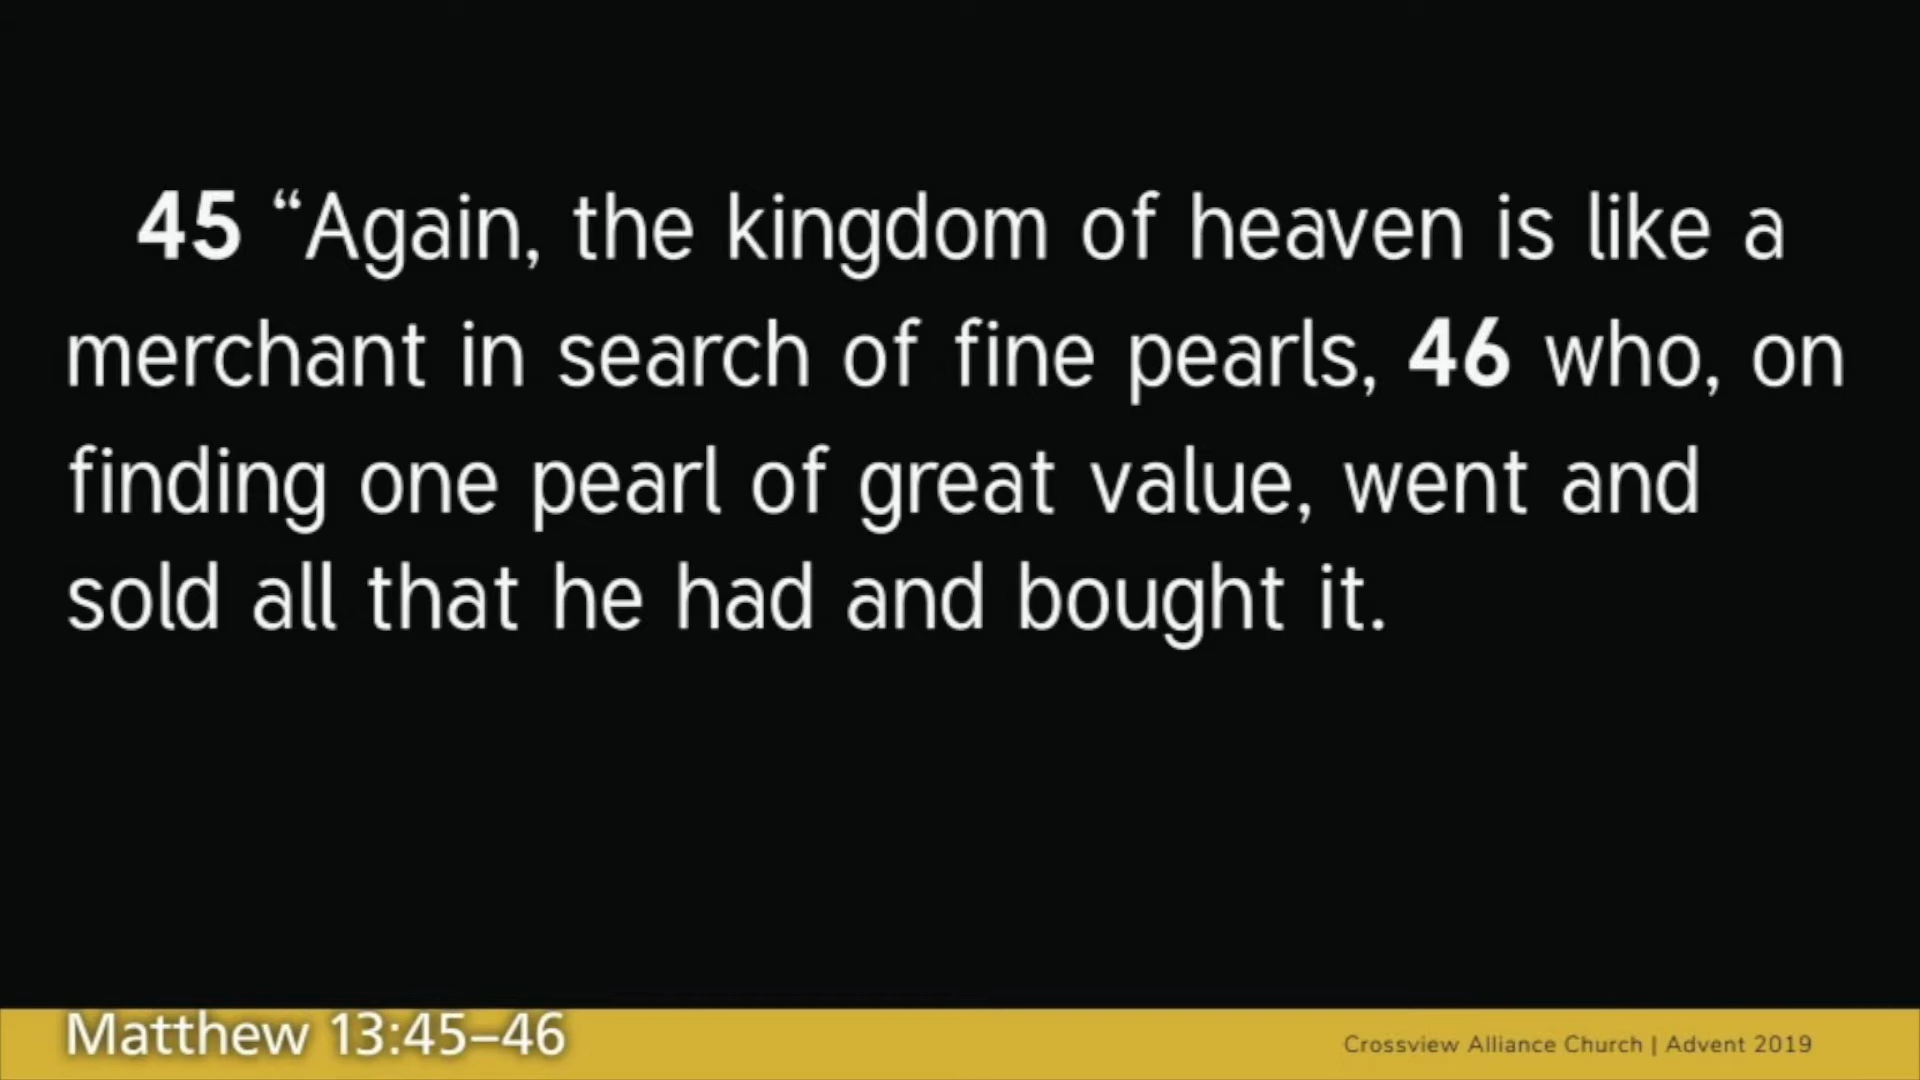 45 “Again, the kingdom of heaven is like a
merchant in search of fine pearls, 46 who, on
finding one pearl of great value, went and
sold all that he had and bought it.
Matthew 13:45–46
Crossview Alliance Church | Advent 2019